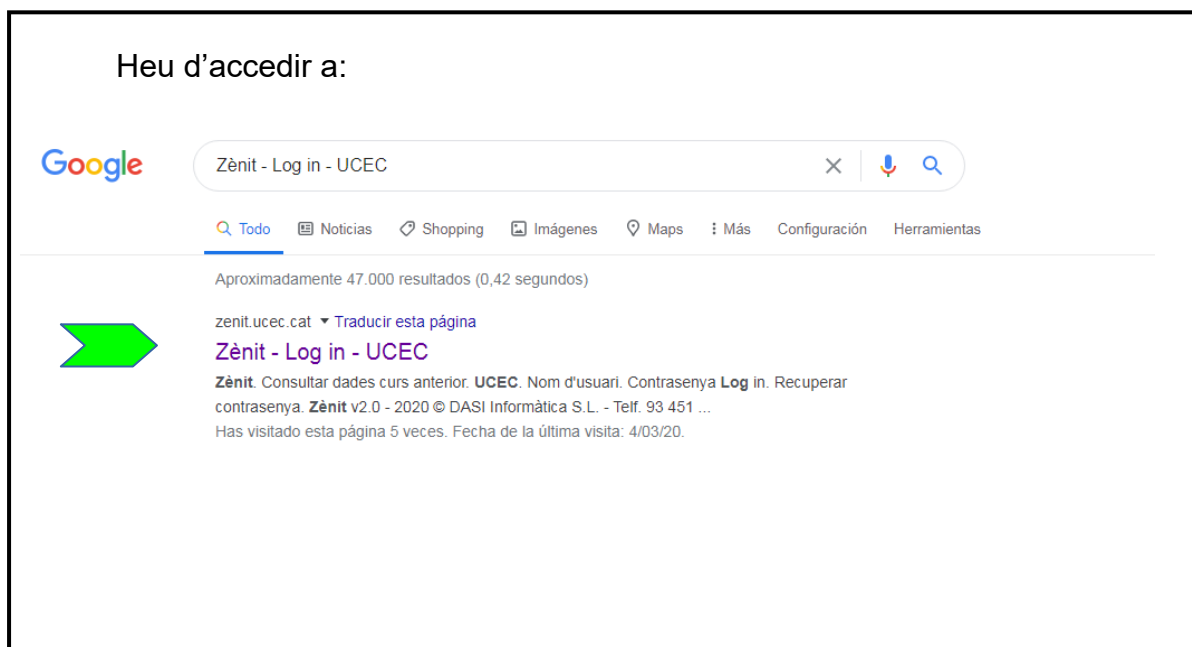 Heu d’accedir a:
Google
Zènit - Log in - UCEC
Todo Noticias Shopping Imágenes Maps Más Configuración Herramientas
Aproximadamente 47.000 resultados (0,42 segundos)
zenit.ucec.cat Traducir esta página
Zènit - Log in - UCEC
Zènit. Consultar dades curs anterior. UCEC. Nom d'usuari. Contrasenya Log in. Recuperar
contrasenya. Zènit v2.0 - 2020 © DASI Informàtica S.L. - Telf. 93 451 ...
Has visitado esta página 5 veces. Fecha de la última visita: 4/03/20.